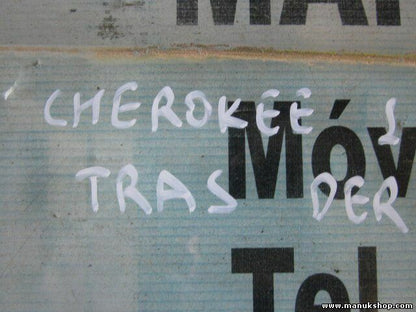 CHEROKEE L
Móv
TRAS DER
Tel
www.manukshop.com